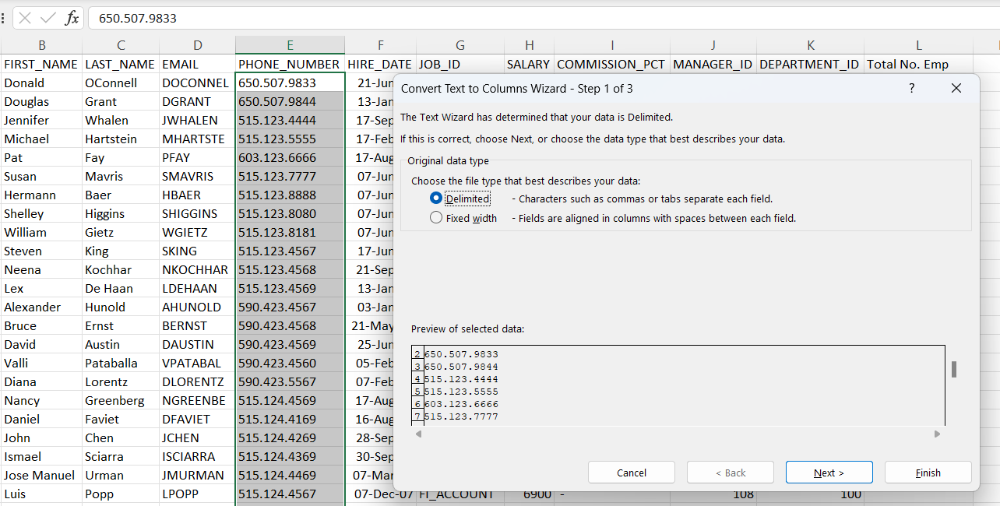 fx 650.507.9833
B C D E F G H I J K L
FIRST_NAME LAST_NAME EMAIL PHONE_NUMBER HIRE_DATE JOB_ID SALARY COMMISSION_PCT MANAGER_ID DEPARTMENT_ID Total No. Emp
Donald OConnell DOCONNEL 650.507.9833 21-Jun
Douglas Grant DGRANT 650.507.9844 13-Jan
Jennifer Whalen JWHALEN 515.123.4444 17-Sep
Michael Hartstein MHARTSTE 515.123.5555 17-Feb
Pat Fay PFAY 603.123.6666 17-Aug
Susan Mavris SMAVRIS 515.123.7777 07-Jun
Hermann Baer HBAER 515.123.8888 07-Jun
Shelley Higgins SHIGGINS 515.123.8080 07-Jun
William Gietz WGIETZ 515.123.8181 07-Jun
Steven King SKING 515.123.4567 17-Jun
Neena Kochhar NKOCHHAR 515.123.4568 21-Sep
Lex De Haan LDEHAAN 515.123.4569 13-Jan
Alexander Hunold AHUNOLD 590.423.4567 03-Jan
Bruce Ernst BERNST 590.423.4568 21-May
David Austin DAUSTIN 590.423.4569 25-Jun
Valli Pataballa VPATABAL 590.423.4560 05-Feb
Diana Lorentz DLORENTZ 590.423.5567 07-Feb
Nancy Greenberg NGREENBE 515.124.4569 17-Aug
Daniel Faviet DFAVIET 515.124.4169 16-Aug
John Chen JCHEN 515.124.4269 28-Sep
Ismael Sciarra ISCIARRA 515.124.4369 30-Sep
Jose Manuel Urman JMURMAN 515.124.4469 07-Mar
Luis Popp LPOPP 515.124.4567 07-Dec-07 FI_ACCOUNT 6900 - 108 100
Convert Text to Columns Wizard - Step 1 of 3 ?
The Text Wizard has determined that your data is Delimited.
If this is correct, choose Next, or choose the data type that best describes your data.
Original data type
Choose the file type that best describes your data:
Delimited - Characters such as commas or tabs separate each field.
Fixed width - Fields are aligned in columns with spaces between each field.
Preview of selected data:
2 650.507.9833
3 650.507.9844
4 515.123.4444
5 515.123.5555
6 603.123.6666
7 515.123.7777
Cancel < Back Next > Finish